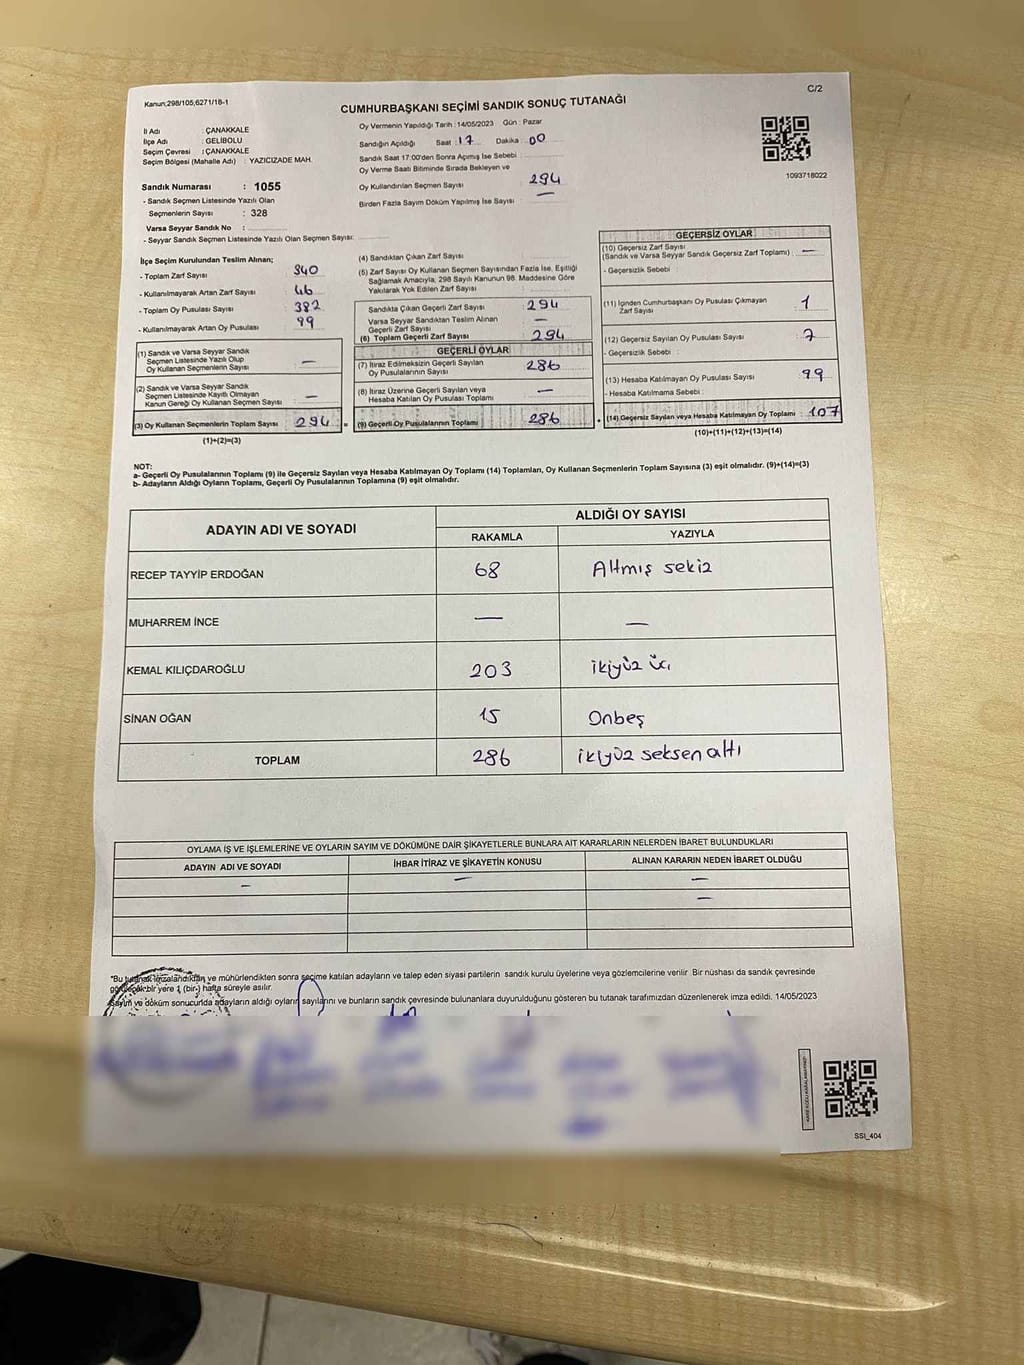 Kanun;298/105,6271/18-1
C/2
CUMHURBAŞKANI SEÇİMİ SANDIK SONUÇ TUTANAĞI
İl Adı : ÇANAKKALE
İlçe Adı : GELİBOLU
Seçim Çevresi : ÇANAKKALE
Seçim Bölgesi (Mahalle Adı) : YAZICIZADE MAH.
Sandık Numarası : 1055
- Sandık Seçmen Listesinde Yazılı Olan
Seçmenlerin Sayısı : 328
Varsa Seyyar Sandık No :
- Seyyar Sandık Seçmen Listesinde Yazılı Olan Seçmen Sayısı:
Oy Vermenin Yapıldığı Tarih :14/05/2023 Gün : Pazar
Sandığın Açıldığı Saat : 17 Dakika : 00
Sandık Saat 17:00'den Sonra Açımış İse Sebebi :
Oy Verme Saati Bitiminde Sırada Bekleyen ve
Oy Kullandırılan Seçmen Sayısı : 294
Birden Fazla Sayım Döküm Yapılmış İse Sayısı : —
1093718022
İlçe Seçim Kurulundan Teslim Alınan;
- Toplam Zarf Sayısı : 340
- Kullanılmayarak Artan Zarf Sayısı : 46
- Toplam Oy Pusulası Sayısı : 382
- Kullanılmayarak Artan Oy Pusulası : 99
(1) Sandık ve Varsa Seyyar Sandık
Seçmen Listesinde Yazılı Olup
Oy Kullanan Seçmenlerin Sayısı : —
(2) Sandık ve Varsa Seyyar Sandık
Seçmen Listesinde Kayıtlı Olmayan
Kanun Gereği Oy Kullanan Seçmen Sayısı : —
(3) Oy Kullanan Seçmenlerin Toplam Sayısı : 294
(1)+(2)=(3)
(4) Sandıktan Çıkan Zarf Sayısı :
(5) Zarf Sayısı Oy Kullanan Seçmen Sayısından Fazla İse, Eşitliği
Sağlamak Amacıyla, 298 Sayılı Kanunun 98. Maddesine Göre
Yakılarak Yok Edilen Zarf Sayısı :
Sandıkta Çıkan Geçerli Zarf Sayısı : 294
Varsa Seyyar Sandıktan Teslim Alınan
Geçerli Zarf Sayısı : —
(6) Toplam Geçerli Zarf Sayısı : 294
GEÇERLİ OYLAR
(7) İtiraz Edilmeksizin Geçerli Sayılan
Oy Pusulalarının Sayısı : 286
(8) İtiraz Üzerine Geçerli Sayılan veya
Hesaba Katılan Oy Pusulası Toplamı : —
= (9) Geçerli Oy Pusulalarının Toplamı : 286
GEÇERSİZ OYLAR
(10) Geçersiz Zarf Sayısı
(Sandık ve Varsa Seyyar Sandık Geçersiz Zarf Toplamı) : —
- Geçersizlik Sebebi :
(11) İçinden Cumhurbaşkanı Oy Pusulası Çıkmayan
Zarf Sayısı : 1
(12) Geçersiz Sayılan Oy Pusulası Sayısı : 7
- Geçersizlik Sebebi :
(13) Hesaba Katılmayan Oy Pusulası Sayısı : 99
- Hesaba Katılmama Sebebi :
+ (14) Geçersiz Sayılan veya Hesaba Katılmayan Oy Toplamı : 107
(10)+(11)+(12)+(13)=(14)
NOT:
a- Geçerli Oy Pusulalarının Toplamı (9) ile Geçersiz Sayılan veya Hesaba Katılmayan Oy Toplamı (14) Toplamları, Oy Kullanan Seçmenlerin Toplam Sayısına (3) eşit olmalıdır. (9)+(14)=(3)
b- Adayların Aldığı Oyların Toplamı, Geçerli Oy Pusulalarının Toplamına (9) eşit olmalıdır.
ADAYIN ADI VE SOYADI ALDIĞI OY SAYISI
RAKAMLA YAZIYLA
RECEP TAYYİP ERDOĞAN 68 Altmış sekiz
MUHARREM İNCE — —
KEMAL KILIÇDAROĞLU 203 ikiyüz üç
SİNAN OĞAN 15 Onbeş
TOPLAM 286 ikiyüz seksen altı
OYLAMA İŞ VE İŞLEMLERİNE VE OYLARIN SAYIM VE DÖKÜMÜNE DAİR ŞİKAYETLERLE BUNLARA AİT KARARLARIN NELERDEN İBARET BULUNDUKLARI
ADAYIN ADI VE SOYADI İHBAR İTİRAZ VE ŞİKAYETİN KONUSU ALINAN KARARIN NEDEN İBARET OLDUĞU
— — —
—
"Bu tutanak imzalandıktan ve mühürlendikten sonra seçime katılan adayların ve talep eden siyasi partilerin sandık kurulu üyelerine veya gözlemcilerine verilir. Bir nüshası da sandık çevresinde
görülecek bir yere 1 (bir) hafta süreyle asılır.
Sayım ve döküm sonucunda adayların aldığı oyların sayılarını ve bunların sandık çevresinde bulunanlara duyurulduğunu gösteren bu tutanak tarafımızdan düzenlenerek imza edildi. 14/05/2023
SSI_404